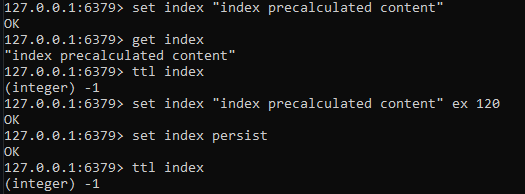 127.0.0.1:6379> set index "index precalculated content"
OK
127.0.0.1:6379> get index
"index precalculated content"
127.0.0.1:6379> ttl index
(integer) -1
127.0.0.1:6379> set index "index precalculated content" ex 120
OK
127.0.0.1:6379> set index persist
OK
127.0.0.1:6379> ttl index
(integer) -1